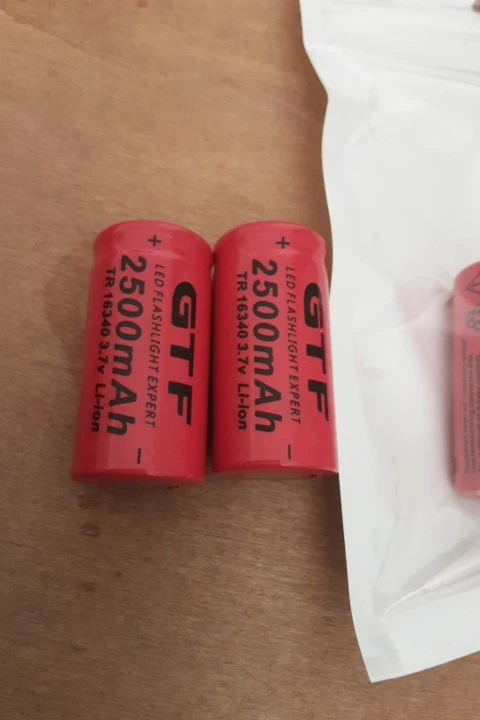 +
GTF
LED FLASHLIGHT EXPERT
2500mAh
TR 16340 3.7v Li-Ion
−
+
GTF
LED FLASHLIGHT EXPERT
2500mAh
TR 16340 3.7v Li-Ion
−